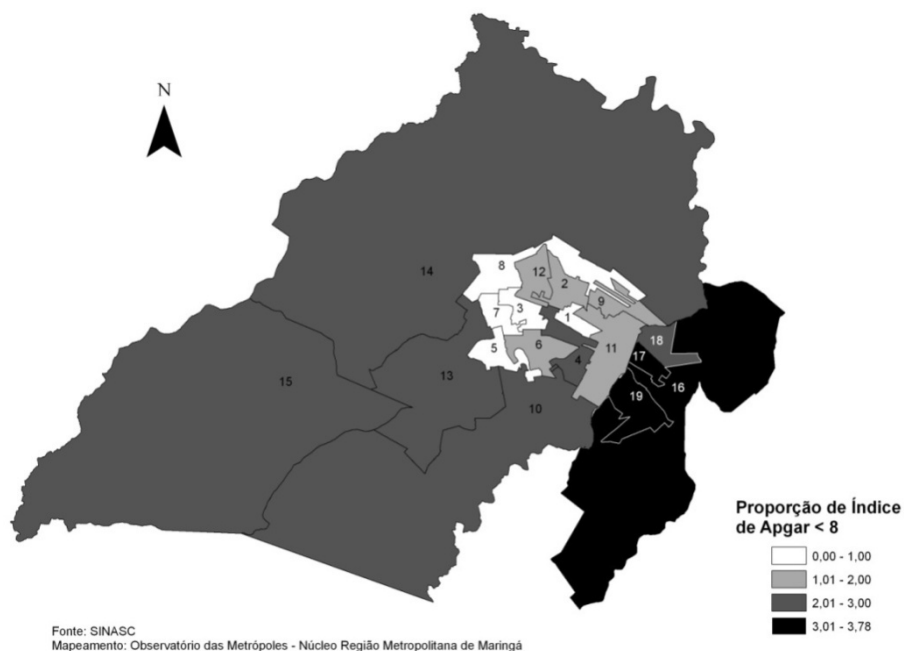 N
8
12
2
14
9
7
3
1
5
6
11
18
4
17
13
15
16
19
10
Proporção de Índice
de Apgar < 8
0,00 - 1,00
1,01 - 2,00
2,01 - 3,00
3,01 - 3,78
Fonte: SINASC
Mapeamento: Observatório das Metrópoles - Núcleo Região Metropolitana de Maringá